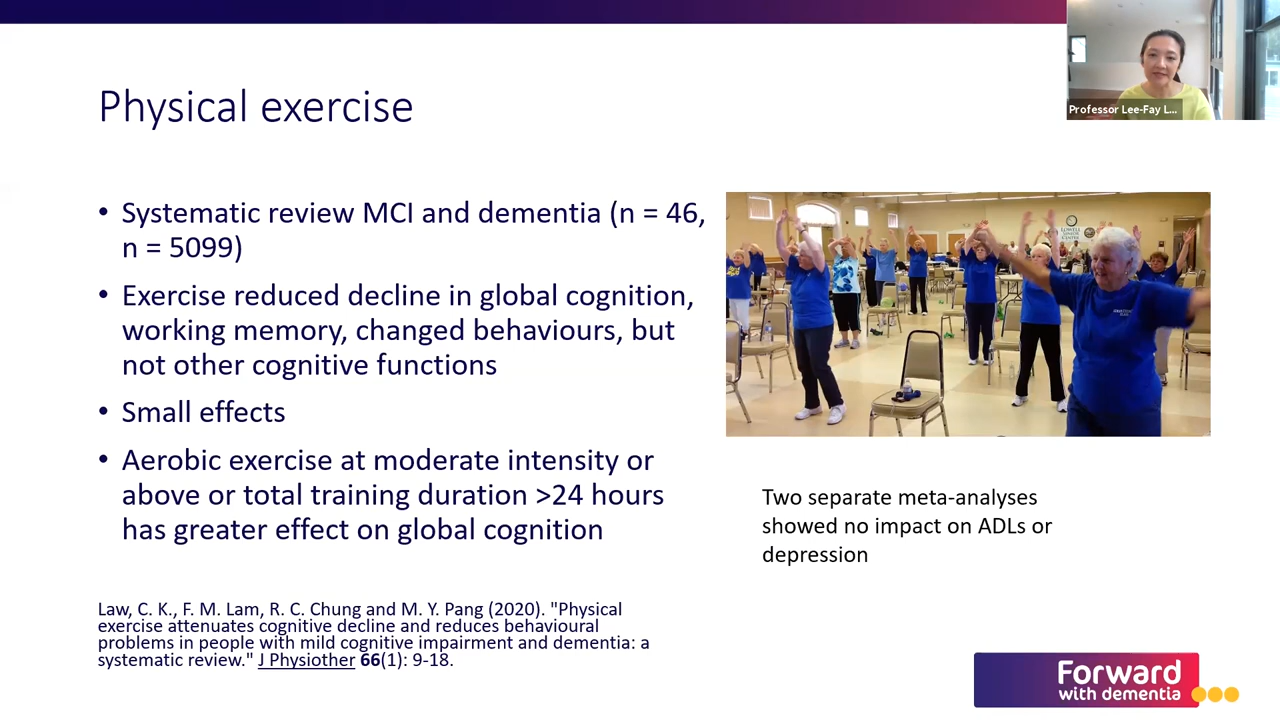 Professor Lee-Fay L...
Physical exercise
• Systematic review MCI and dementia (n = 46,
n = 5099)
• Exercise reduced decline in global cognition,
working memory, changed behaviours, but
not other cognitive functions
• Small effects
• Aerobic exercise at moderate intensity or
above or total training duration >24 hours
has greater effect on global cognition
LOWELL
SENIOR
CENTER
Two separate meta-analyses
showed no impact on ADLs or
depression
Law, C. K., F. M. Lam, R. C. Chung and M. Y. Pang (2020). "Physical
exercise attenuates cognitive decline and reduces behavioural
problems in people with mild cognitive impairment and dementia: a
systematic review." J Physiother 66(1): 9-18.
Forward
with dementia